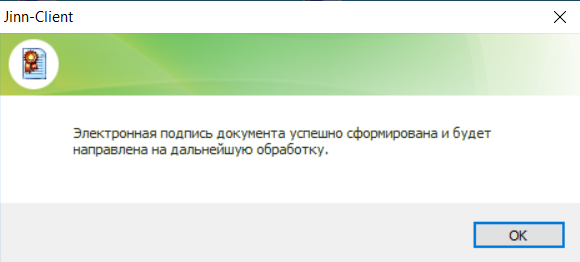 Jinn-Client
Электронная подпись документа успешно сформирована и будет
направлена на дальнейшую обработку.
OK